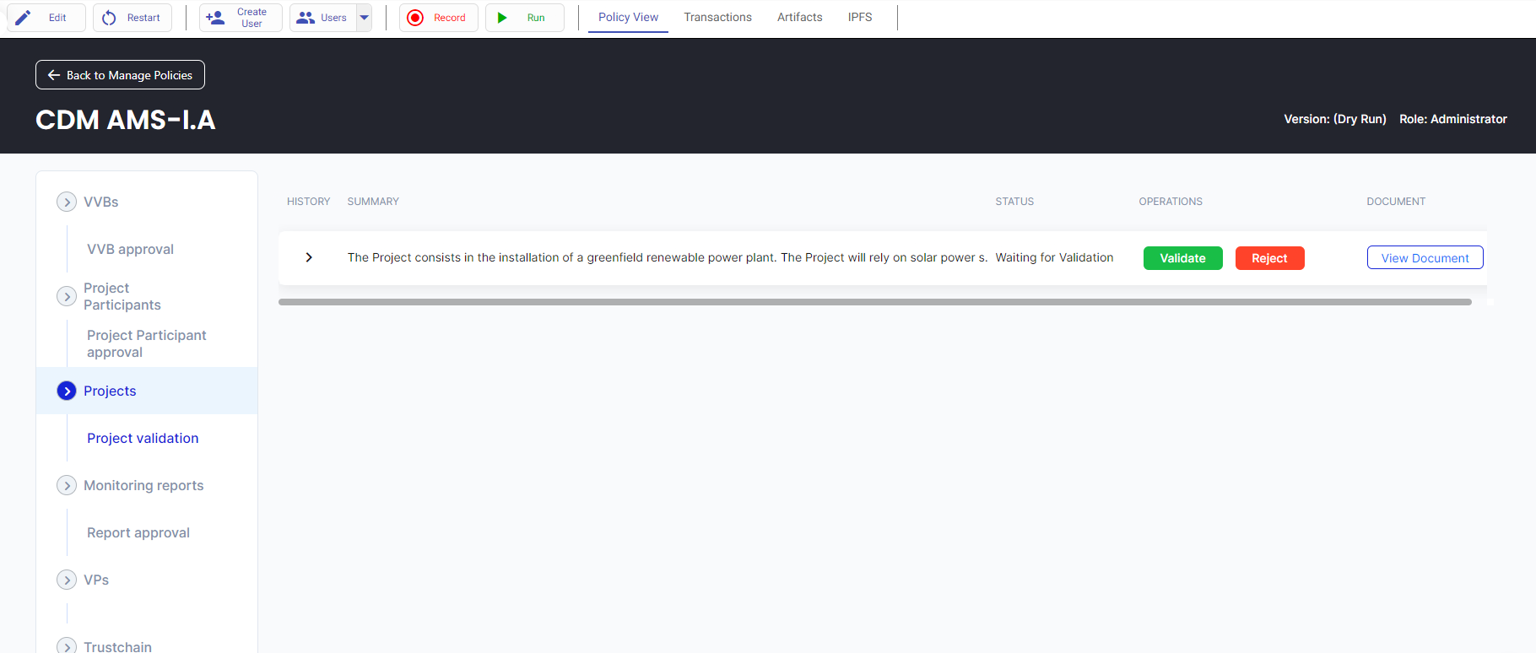 Edit
Restart
Create
User
Users
Record
Run
Policy View
Transactions
Artifacts
IPFS
Back to Manage Policies
CDM AMS-I.A
Version: (Dry Run) Role: Administrator
VVBs
VVB approval
Project
Participants
Project Participant
approval
Projects
Project validation
Monitoring reports
Report approval
VPs
Trustchain
HISTORY SUMMARY STATUS OPERATIONS DOCUMENT
The Project consists in the installation of a greenfield renewable power plant. The Project will rely on solar power s. Waiting for Validation Validate Reject View Document